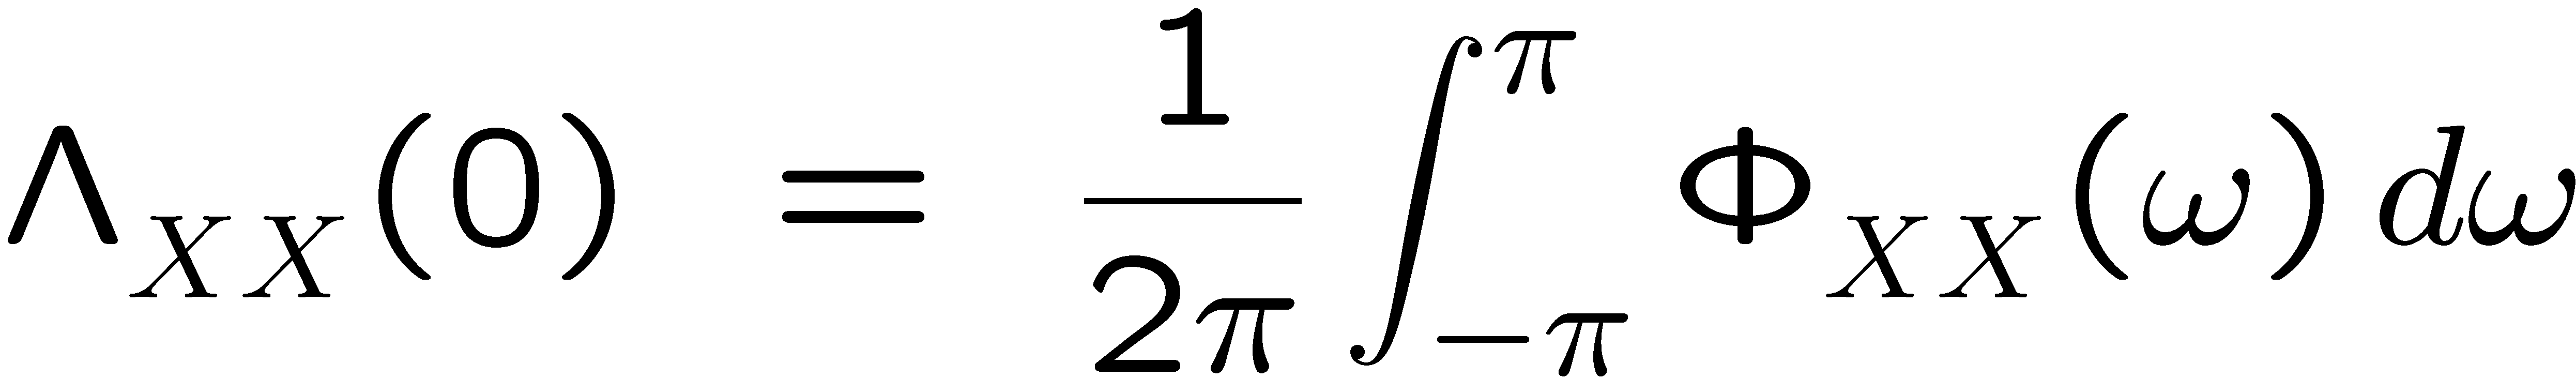 Λ_{XX}(0) = \frac{1}{2π} \int_{-π}^{π} Φ_{XX}(ω) dω